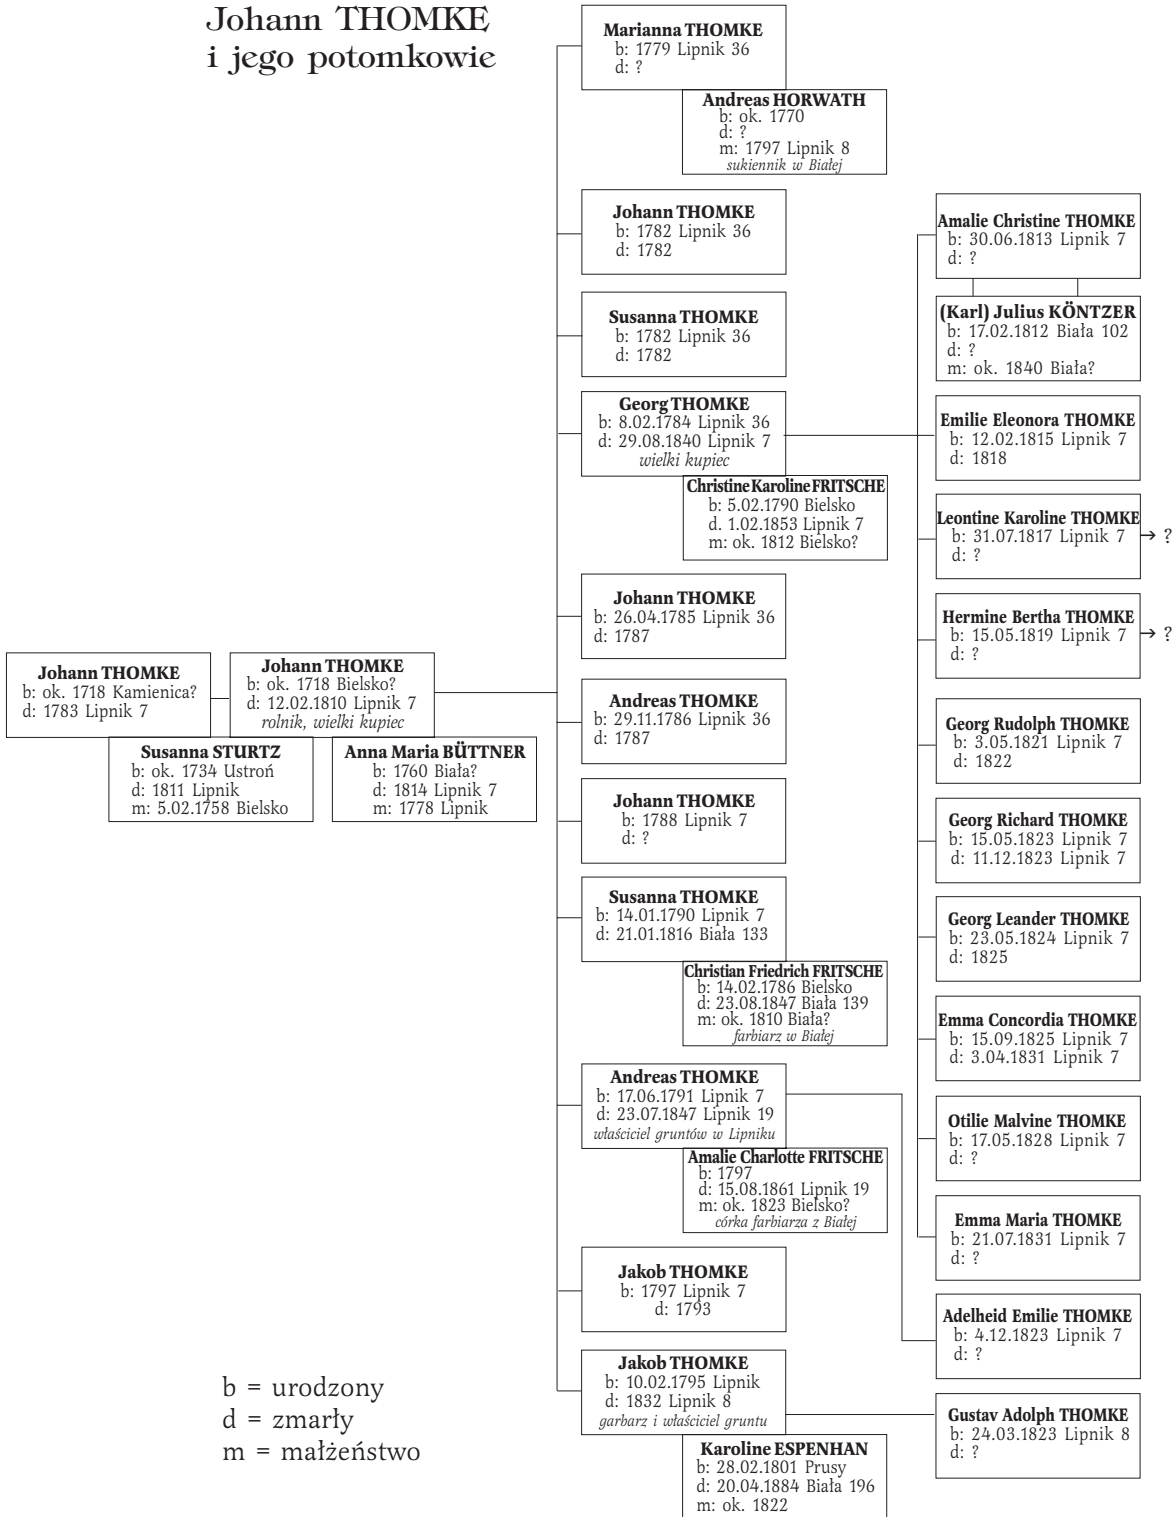 Johann THOMKE
i jego potomkowie
Johann THOMKE
b: ok. 1718 Kamienica?
d: 1783 Lipnik 7
Susanna STURTZ
b: ok. 1734 Ustroń
d: 1811 Lipnik
m: 5.02.1758 Bielsko
Johann THOMKE
b: ok. 1718 Bielsko?
d: 12.02.1810 Lipnik 7
rolnik, wielki kupiec
Anna Maria BÜTTNER
b: 1760 Biała?
d: 1814 Lipnik 7
m: 1778 Lipnik
Marianna THOMKE
b: 1779 Lipnik 36
d: ?
Andreas HORWATH
b: ok. 1770
d: ?
m: 1797 Lipnik 8
sukiennik w Białej
Johann THOMKE
b: 1782 Lipnik 36
d: 1782
Susanna THOMKE
b: 1782 Lipnik 36
d: 1782
Georg THOMKE
b: 8.02.1784 Lipnik 36
d: 29.08.1840 Lipnik 7
wielki kupiec
Christine Karoline FRITSCHE
b: 5.02.1790 Bielsko
d. 1.02.1853 Lipnik 7
m: ok. 1812 Bielsko?
Johann THOMKE
b: 26.04.1785 Lipnik 36
d: 1787
Andreas THOMKE
b: 29.11.1786 Lipnik 36
d: 1787
Johann THOMKE
b: 1788 Lipnik 7
d: ?
Susanna THOMKE
b: 14.01.1790 Lipnik 7
d: 21.01.1816 Biała 133
Christian Friedrich FRITSCHE
b: 14.02.1786 Bielsko
d: 23.08.1847 Biała 139
m: ok. 1810 Biała?
farbiarz w Białej
Andreas THOMKE
b: 17.06.1791 Lipnik 7
d: 23.07.1847 Lipnik 19
właściciel gruntów w Lipniku
Amalie Charlotte FRITSCHE
b: 1797
d: 15.08.1861 Lipnik 19
m: ok. 1823 Bielsko?
córka farbiarza z Białej
Jakob THOMKE
b: 1797 Lipnik 7
d: 1793
Jakob THOMKE
b: 10.02.1795 Lipnik
d: 1832 Lipnik 8
garbarz i właściciel gruntu
Karoline ESPENHAN
b: 28.02.1801 Prusy
d: 20.04.1884 Biała 196
m: ok. 1822
Amalie Christine THOMKE
b: 30.06.1813 Lipnik 7
d: ?
(Karl) Julius KÖNTZER
b: 17.02.1812 Biała 102
d: ?
m: ok. 1840 Biała?
Emilie Eleonora THOMKE
b: 12.02.1815 Lipnik 7
d: 1818
Leontine Karoline THOMKE
b: 31.07.1817 Lipnik 7 → ?
d: ?
Hermine Bertha THOMKE
b: 15.05.1819 Lipnik 7 → ?
d: ?
Georg Rudolph THOMKE
b: 3.05.1821 Lipnik 7
d: 1822
Georg Richard THOMKE
b: 15.05.1823 Lipnik 7
d: 11.12.1823 Lipnik 7
Georg Leander THOMKE
b: 23.05.1824 Lipnik 7
d: 1825
Emma Concordia THOMKE
b: 15.09.1825 Lipnik 7
d: 3.04.1831 Lipnik 7
Otilie Malvine THOMKE
b: 17.05.1828 Lipnik 7
d: ?
Emma Maria THOMKE
b: 21.07.1831 Lipnik 7
d: ?
Adelheid Emilie THOMKE
b: 4.12.1823 Lipnik 7
d: ?
Gustav Adolph THOMKE
b: 24.03.1823 Lipnik 8
d: ?
b = urodzony
d = zmarły
m = małżeństwo